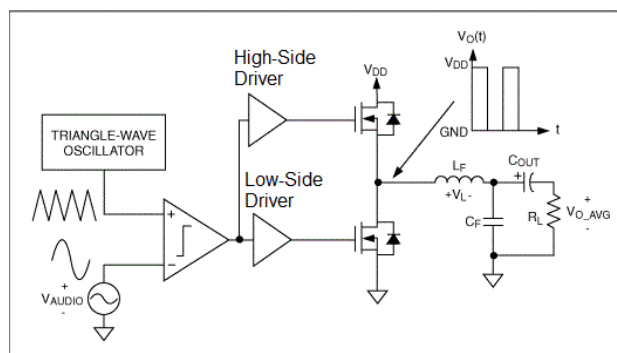 High-Side
Driver
VDD
VO(t)
VDD
GND
t
TRIANGLE-WAVE
OSCILLATOR
Low-Side
Driver
LF
+VL-
COUT
+
CF
RL
+
VO_AVG
-
+
-
+
VAUDIO
-